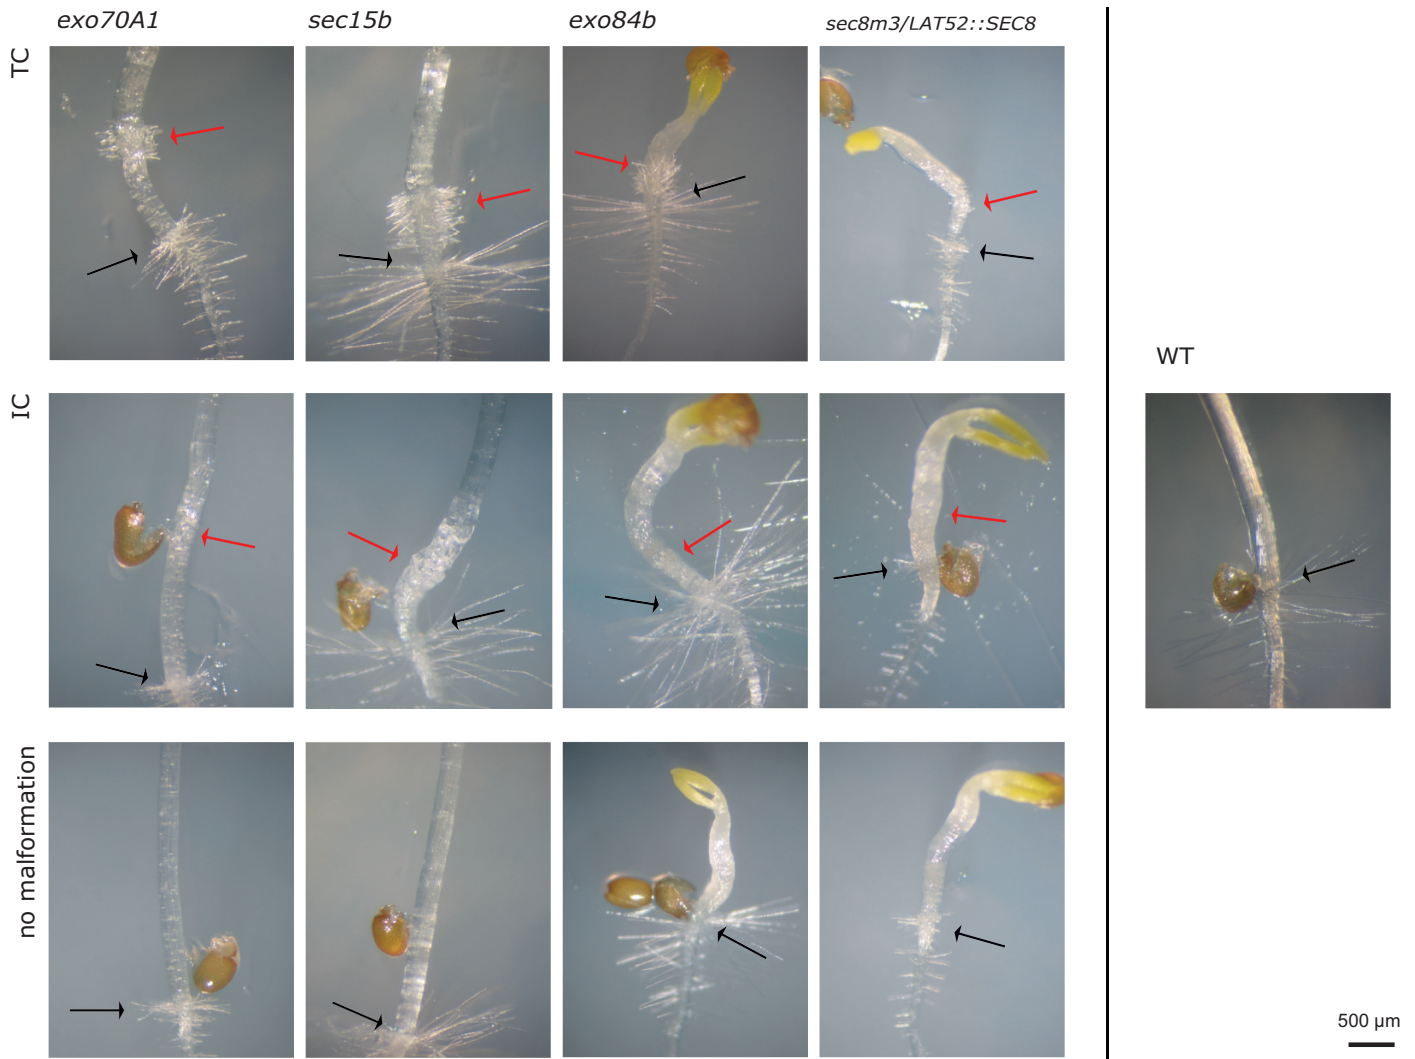 exo70A1 sec15b exo84b sec8m3/LAT52::SEC8
TC
IC
WT
no malformation
500 µm